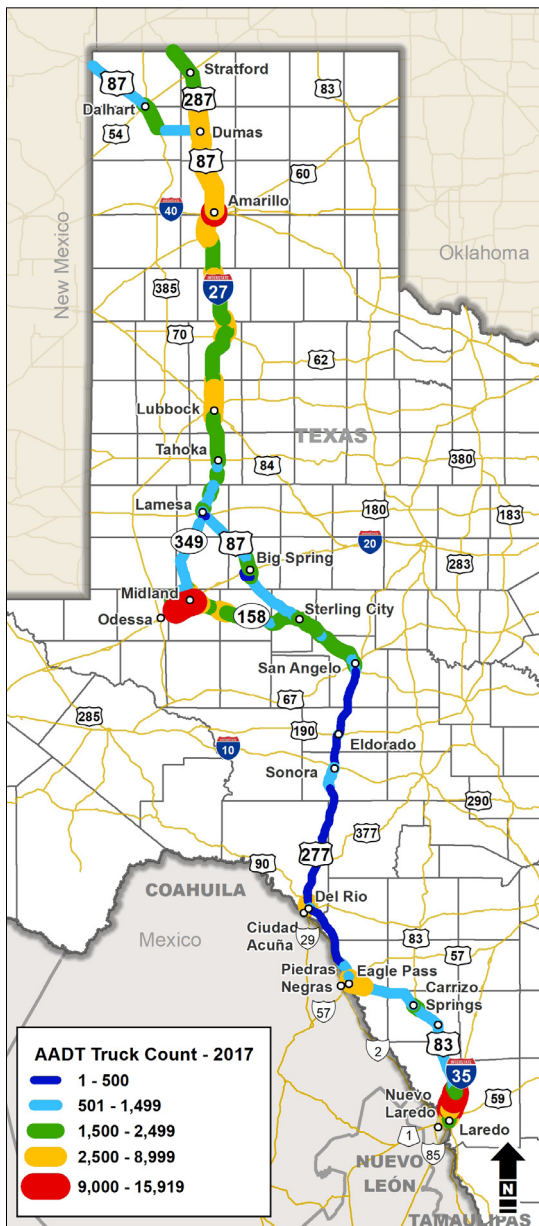 87
Stratford
287
83
Dalhart
54
Dumas
87
60
40
Amarillo
New Mexico
Oklahoma
385
27
70
62
Lubbock
TEXAS
Tahoka
84
380
Lamesa
180
183
349
87
20
Big Spring
283
Midland
Odessa
158
Sterling City
San Angelo
67
285
190
10
Eldorado
Sonora
290
377
277
90
COAHUILA
Del Rio
Ciudad
Acuña
29
Mexico
83
57
Piedras
Negras
Eagle Pass
Carrizo
Springs
57
83
2
35
AADT Truck Count - 2017
1 - 500
501 - 1,499
1,500 - 2,499
2,500 - 8,999
9,000 - 15,919
Nuevo
Laredo
59
Laredo
1
85
NUEVO
LEÓN
N
TAMAULIPAS